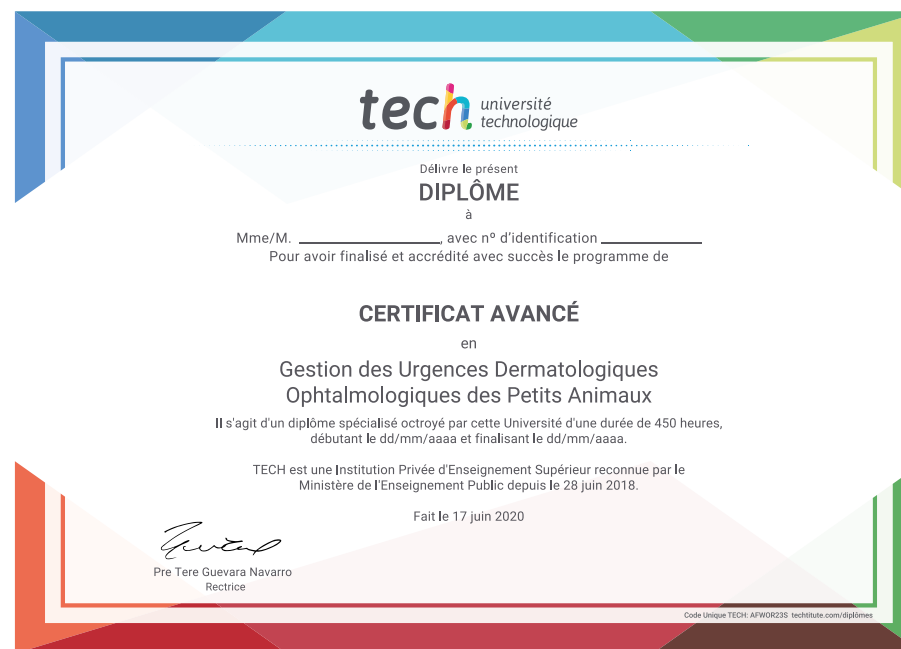 tech université
technologique
Délivre le présent
DIPLÔME
à
Mme/M. ____________________, avec nº d'identification ______________
Pour avoir finalisé et accrédité avec succès le programme de
CERTIFICAT AVANCÉ
en
Gestion des Urgences Dermatologiques
Ophtalmologiques des Petits Animaux
Il s'agit d'un diplôme spécialisé octroyé par cette Université d'une durée de 450 heures,
débutant le dd/mm/aaaa et finalisant le dd/mm/aaaa.
TECH est une Institution Privée d'Enseignement Supérieur reconnue par le
Ministère de l'Enseignement Public depuis le 28 juin 2018.
Fait le 17 juin 2020
Pre Tere Guevara Navarro
Rectrice
Code Unique TECH: AFWOR23S techtitute.com/diplômes